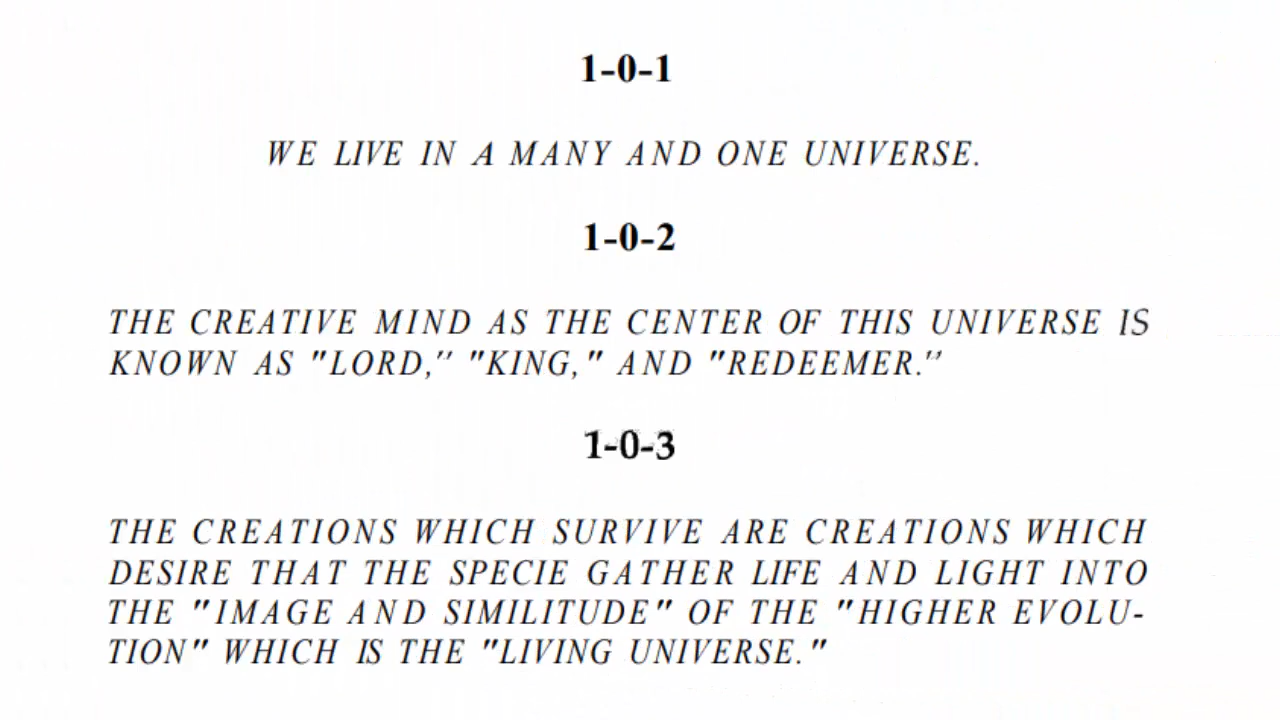 1-0-1
WE LIVE IN A MANY AND ONE UNIVERSE.
1-0-2
THE CREATIVE MIND AS THE CENTER OF THIS UNIVERSE IS
KNOWN AS "LORD,'' "KING," AND "REDEEMER.''
1-0-3
THE CREATIONS WHICH SURVIVE ARE CREATIONS WHICH
DESIRE THAT THE SPECIE GATHER LIFE AND LIGHT INTO
THE "IMAGE AND SIMILITUDE" OF THE "HIGHER EVOLU-
TION" WHICH IS THE "LIVING UNIVERSE."